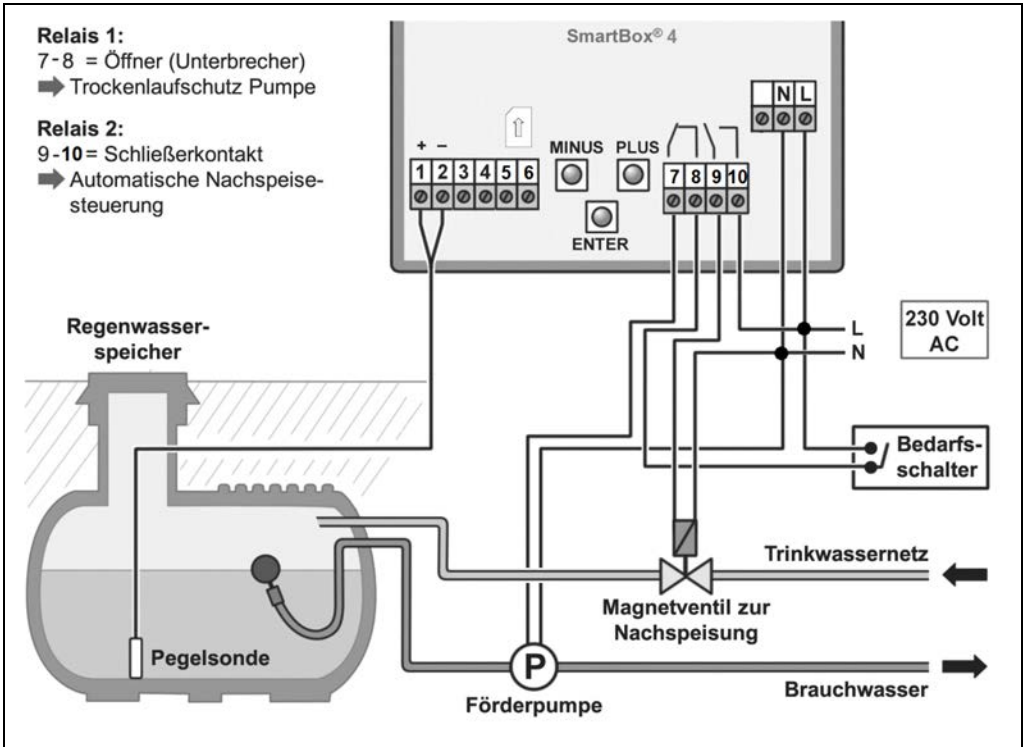 Relais 1:
7-8 = Öffner (Unterbrecher)
Trockenlaufschutz Pumpe
Relais 2:
9-10 = Schließerkontakt
Automatische Nachspeise-
steuerung
SmartBox® 4
N L
+ −
1 2 3 4 5 6
MINUS PLUS
ENTER
7 8 9 10
L
N
230 Volt
AC
Regenwasser-
speicher
Bedarfs-
schalter
Trinkwassernetz
Magnetventil zur
Nachspeisung
Pegelsonde
P
Förderpumpe
Brauchwasser